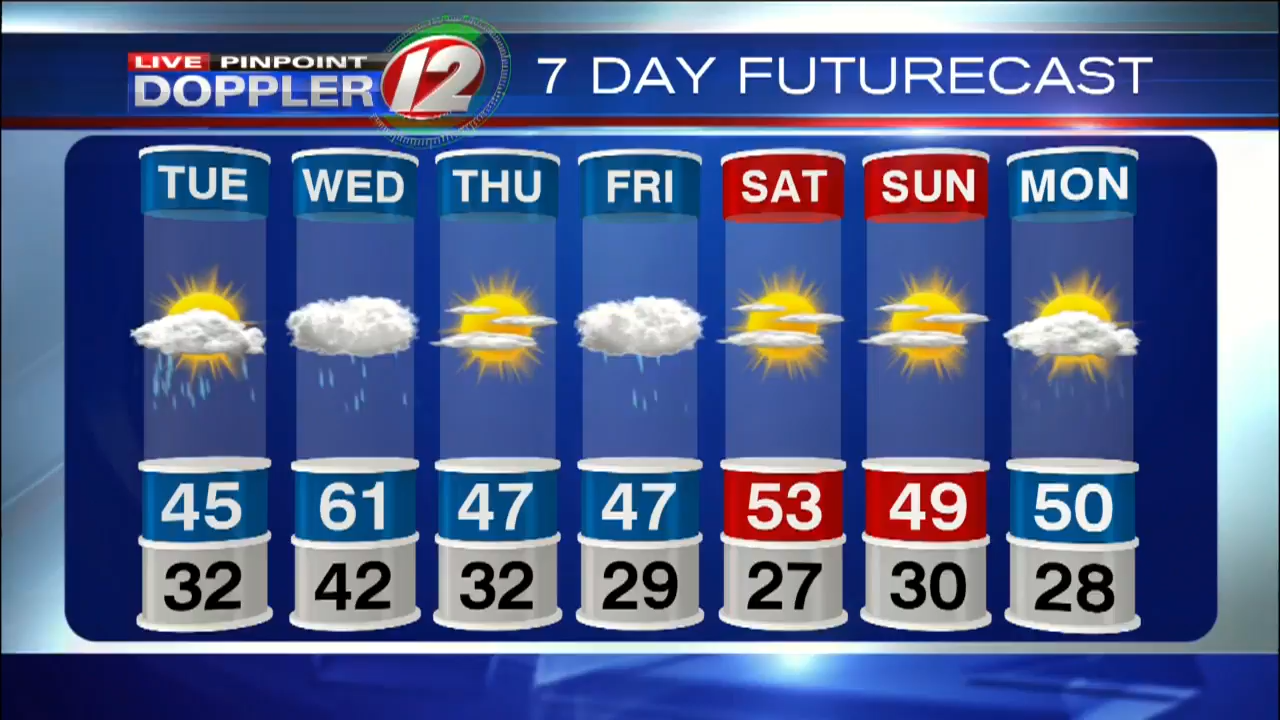 LIVE PINPOINT
DOPPLER 12
7 DAY FUTURECAST
TUE WED THU FRI SAT SUN MON
45 61 47 47 53 49 50
32 42 32 29 27 30 28